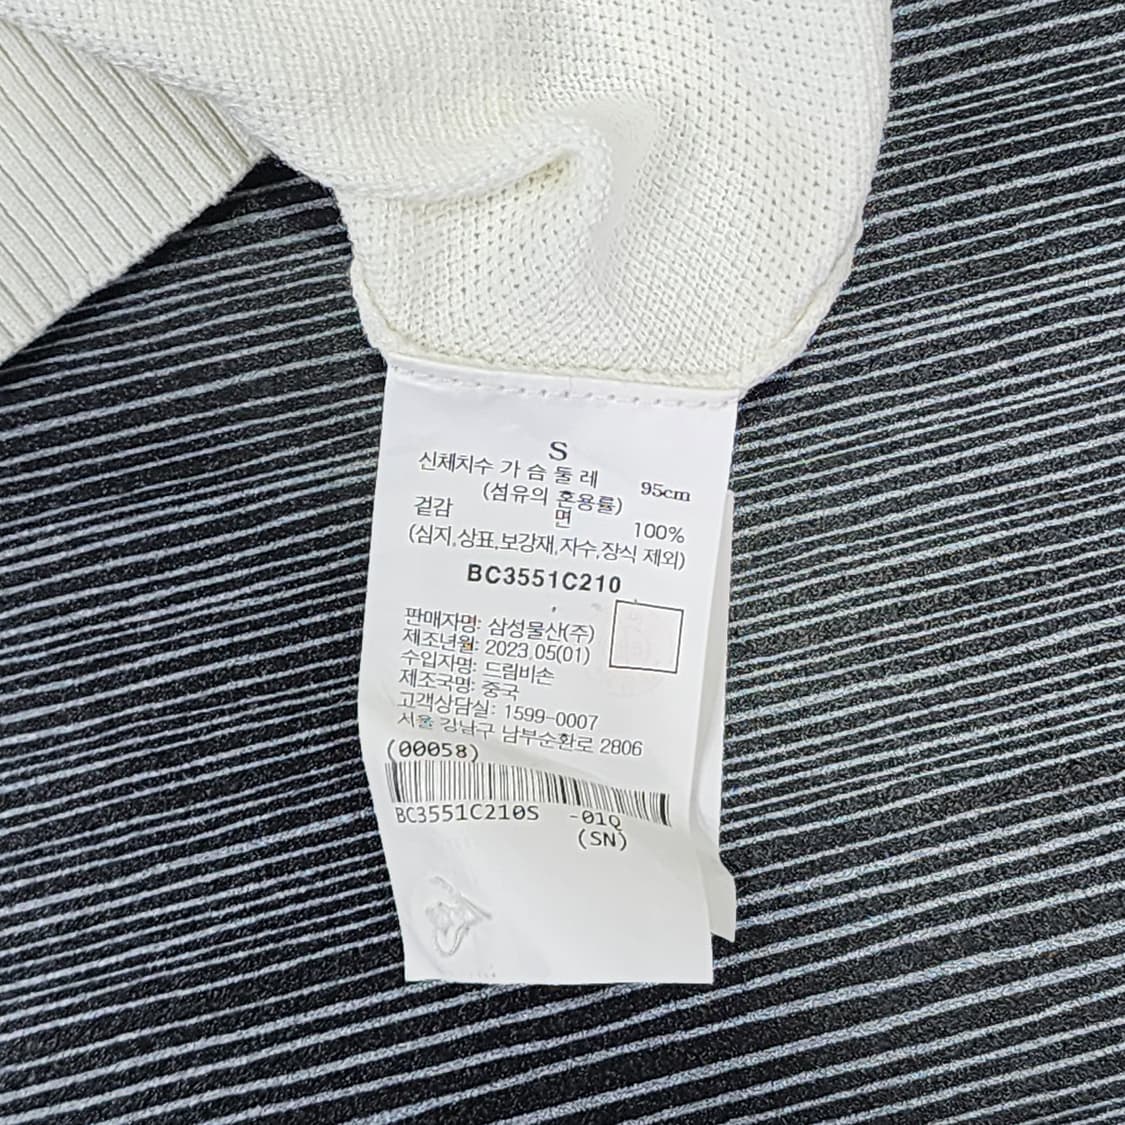 S
신체치수 가 슴 둘 레 95cm
(섬유의 혼용률)
겉감 면 100%
(심지,상표,보강재,자수,장식 제외)
BC3551C210
판매자명: 삼성물산(주)
제조년월: 2023.05(01)
수입자명: 드림비손
제조국명: 중국
고객상담실: 1599-0007
서울 강남구 남부순환로 2806
(00058)
BC3551C210S -01Q
(SN)